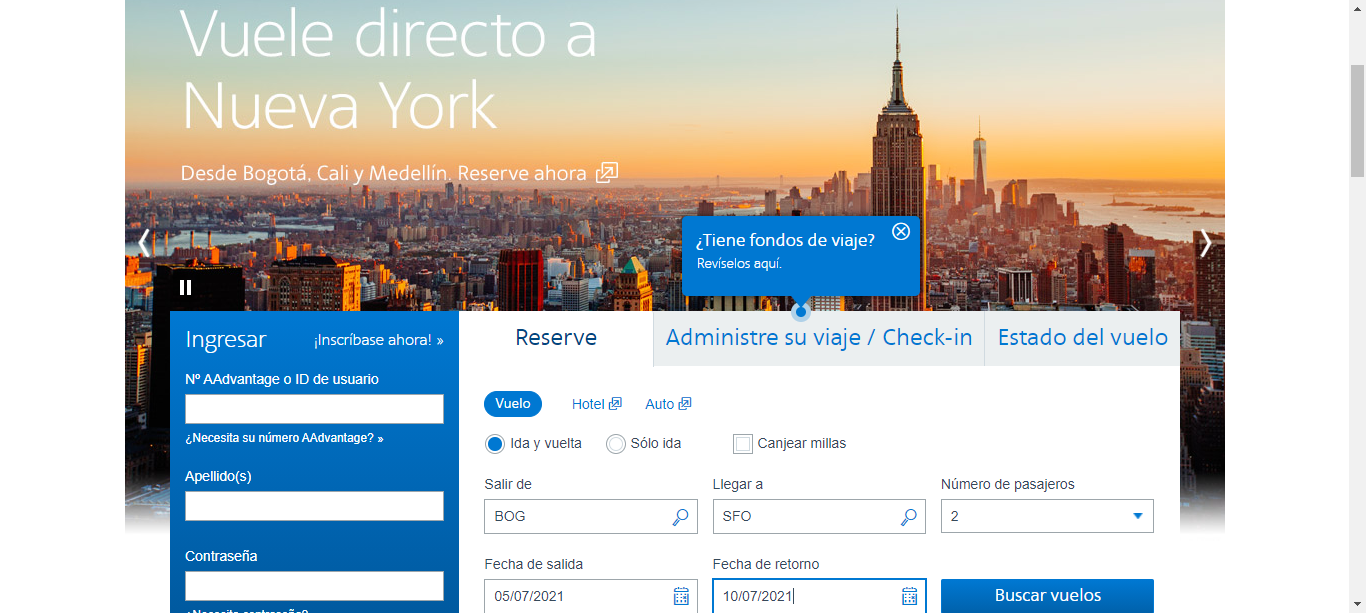 Vuele directo a
Nueva York
Desde Bogotá, Cali y Medellín. Reserve ahora
¿Tiene fondos de viaje?
Revíselos aquí.
Ingresar
¡Inscríbase ahora! »
Nº AAdvantage o ID de usuario
¿Necesita su número AAdvantage? »
Apellido(s)
Contraseña
¿Necesita contraseña?
Reserve
Administre su viaje / Check-in
Estado del vuelo
Vuelo
Hotel
Auto
Ida y vuelta
Sólo ida
Canjear millas
Salir de
Llegar a
Número de pasajeros
BOG
SFO
2
Fecha de salida
Fecha de retorno
05/07/2021
10/07/2021
Buscar vuelos